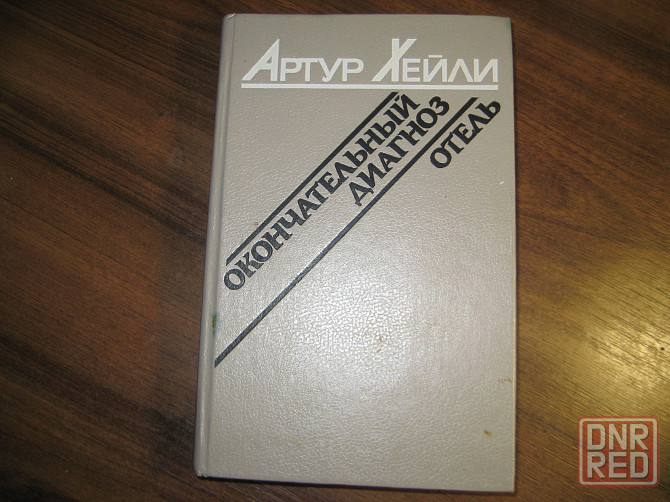 АРТУР ХЕЙЛИ
ОКОНЧАТЕЛЬНЫЙ
ДИАГНОЗ
ОТЕЛЬ
DNR
RED